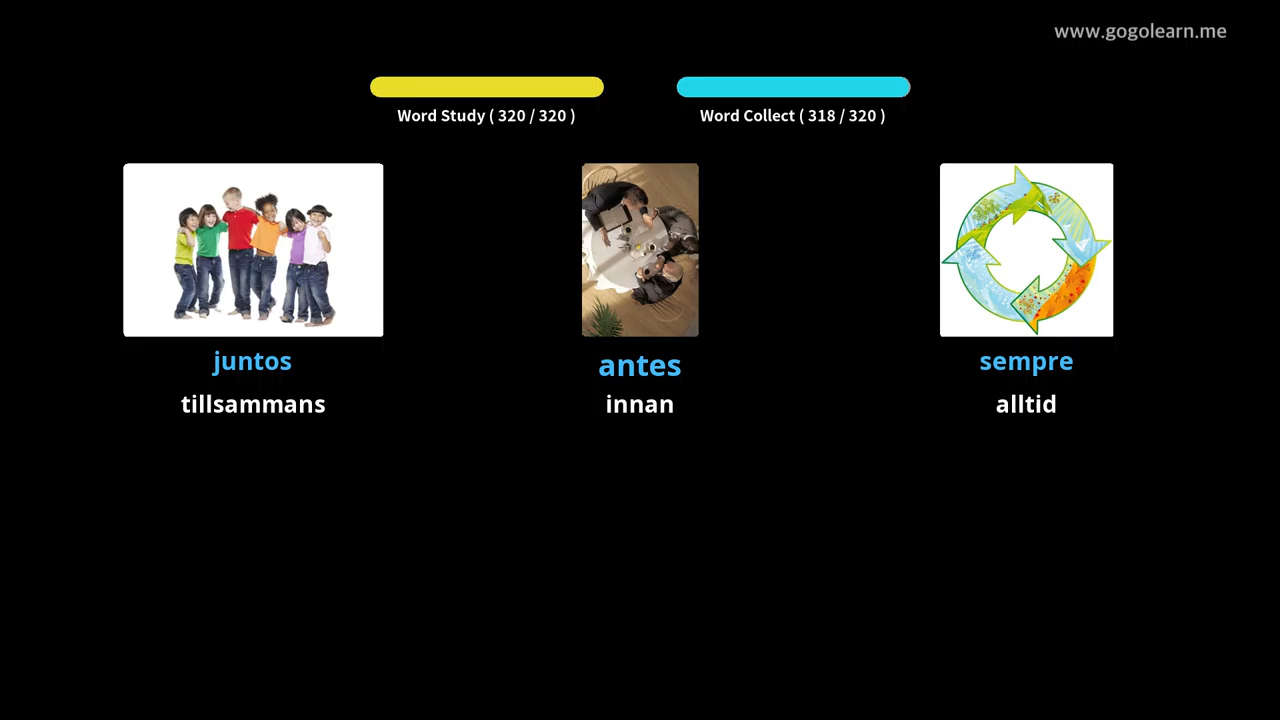 www.gogolearn.me
Word Study ( 320 / 320 )
Word Collect ( 318 / 320 )
juntos
antes
sempre
tillsammans
innan
alltid